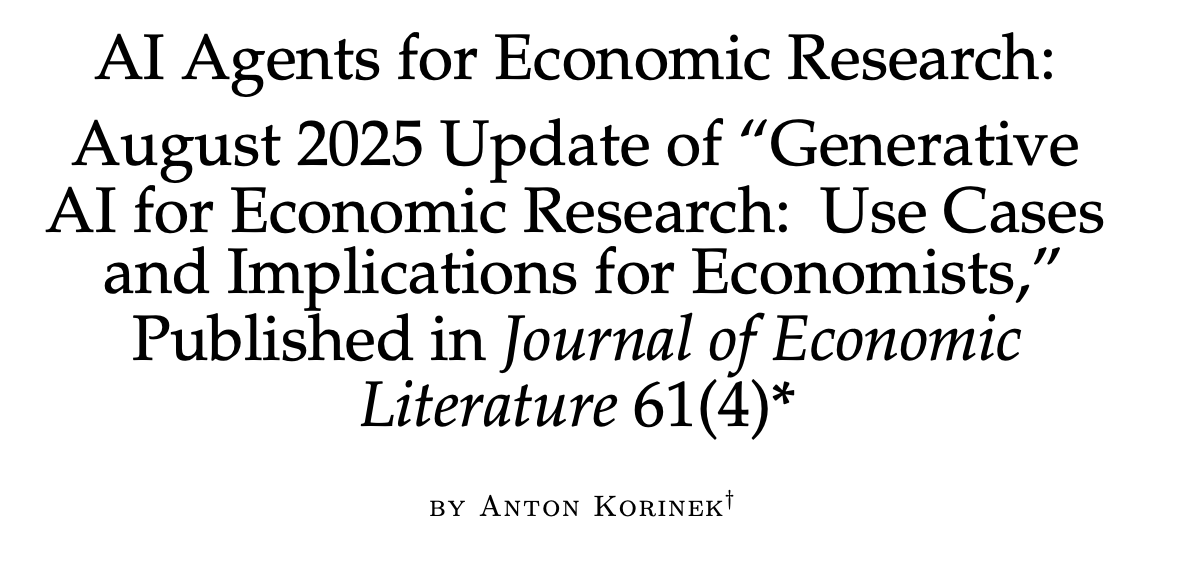 AI Agents for Economic Research:
August 2025 Update of “Generative
AI for Economic Research: Use Cases
and Implications for Economists,”
Published in Journal of Economic
Literature 61(4)*
BY ANTON KORINEK†